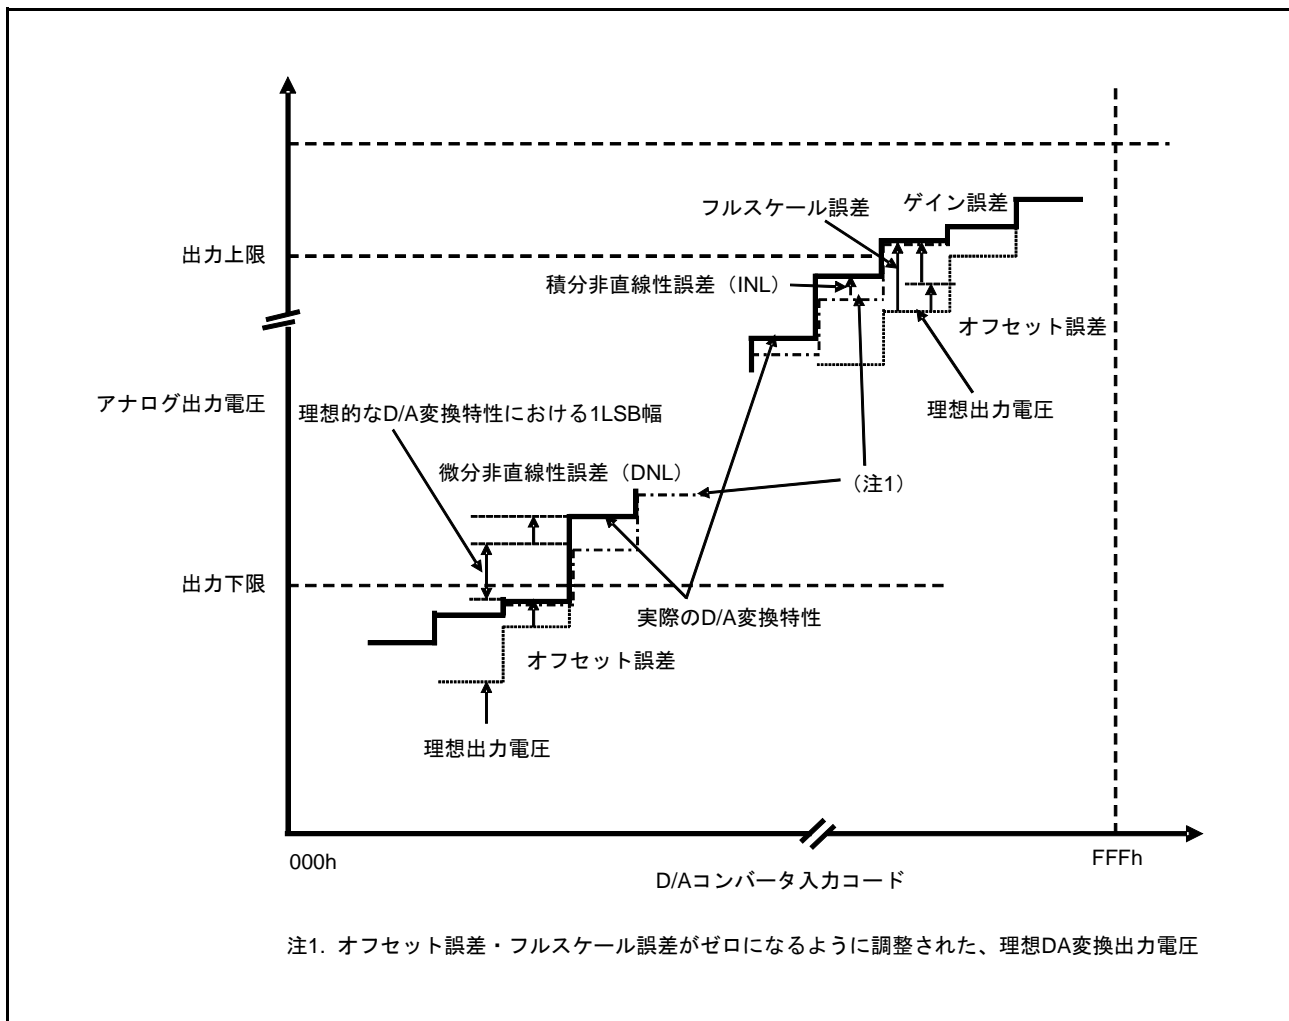 フルスケール誤差
ゲイン誤差
出力上限
積分非直線性誤差（INL）
オフセット誤差
アナログ出力電圧
理想的なD/A変換特性における1LSB幅
理想出力電圧
微分非直線性誤差（DNL）
（注1）
出力下限
実際のD/A変換特性
オフセット誤差
理想出力電圧
000h
FFFh
D/Aコンバータ入力コード
注1. オフセット誤差・フルスケール誤差がゼロになるように調整された、理想DA変換出力電圧